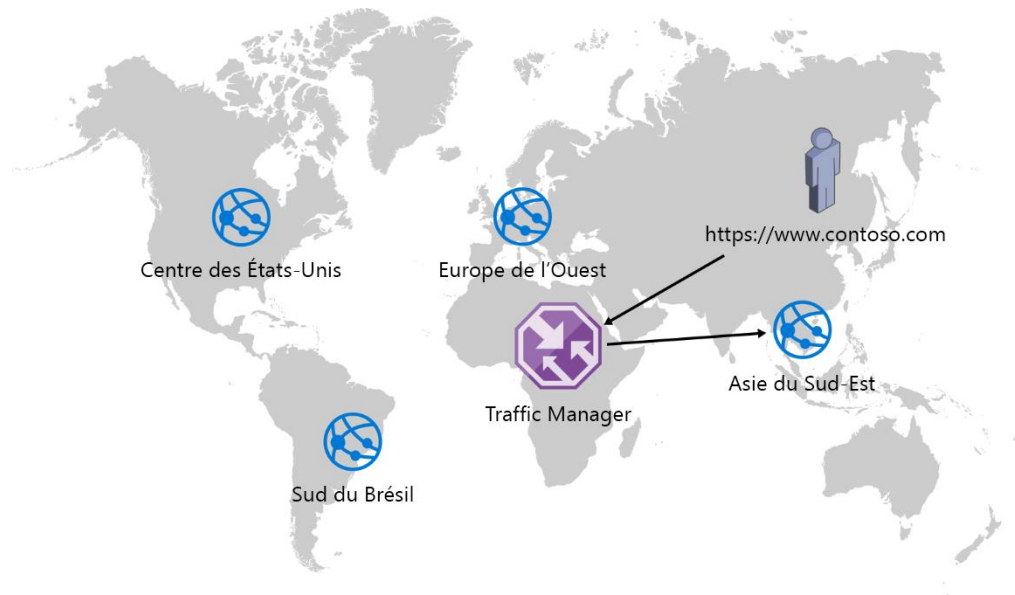 https://www.contoso.com
Centre des États-Unis
Europe de l’Ouest
Asie du Sud-Est
Traffic Manager
Sud du Brésil